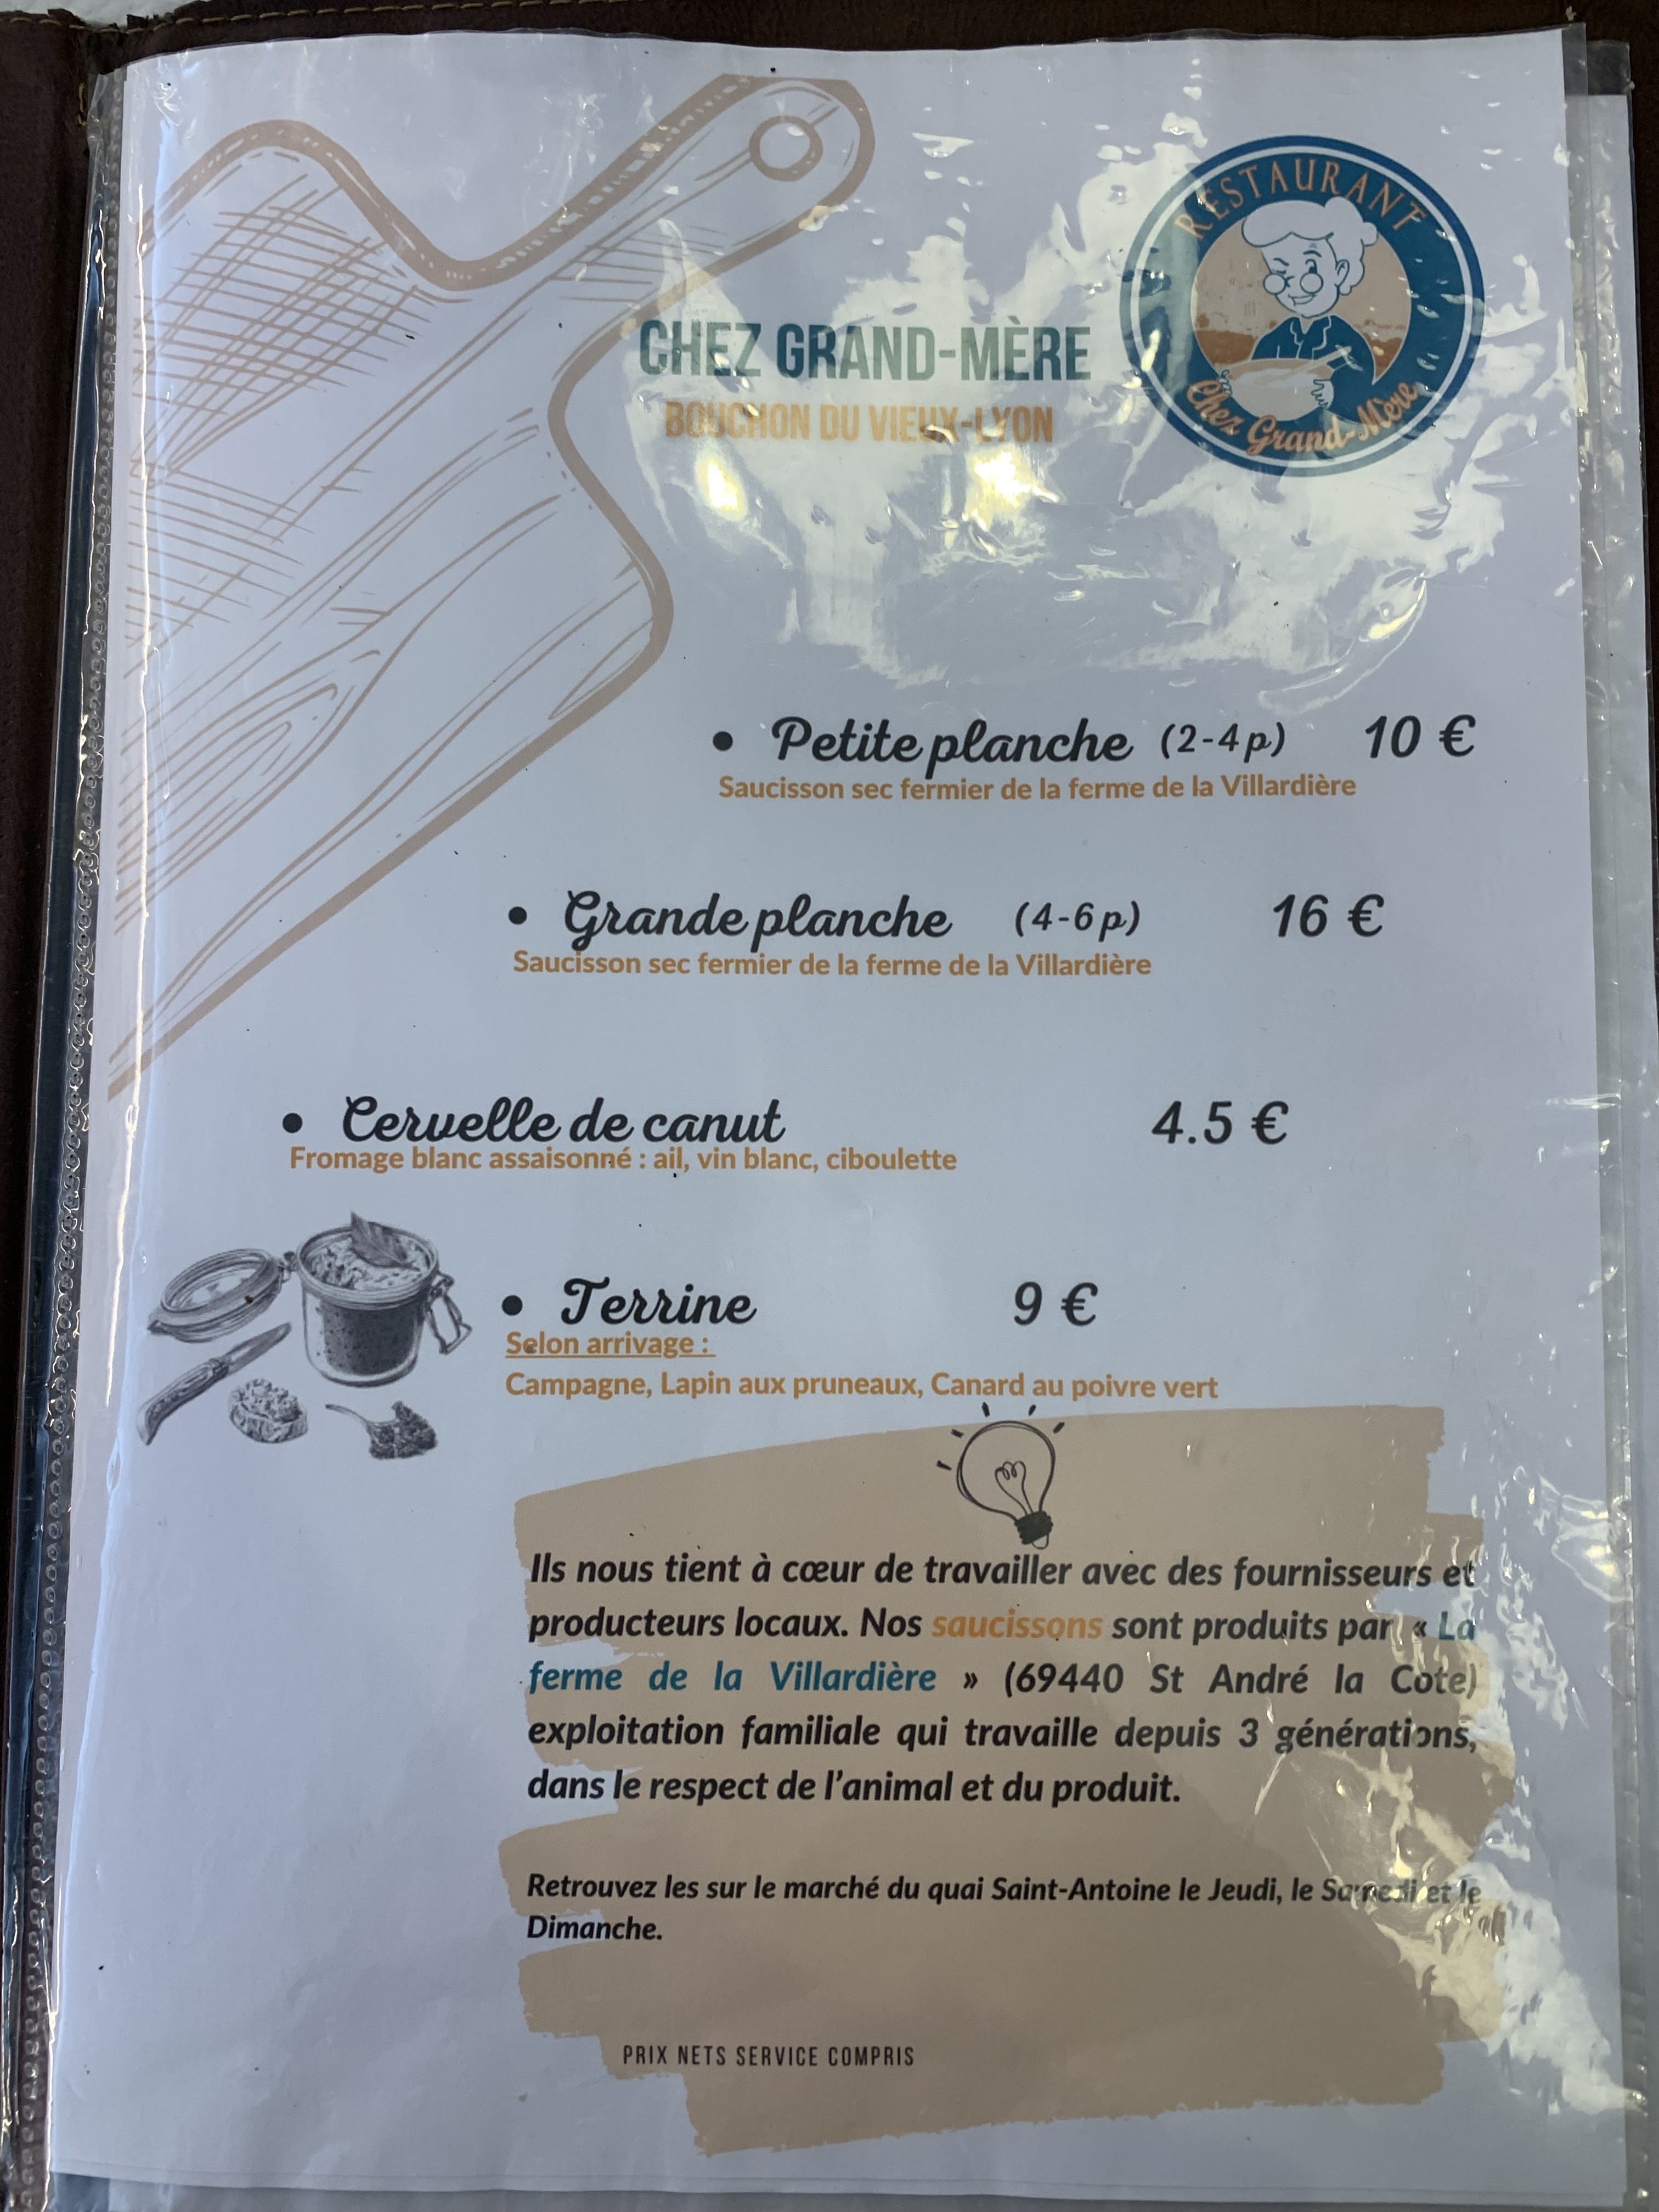 RESTAURANT
Chez Grand-Mère
CHEZ GRAND-MÈRE
BOUCHON DU VIEUX-LYON
• Petite planche (2-4p) 10 €
Saucisson sec fermier de la ferme de la Villardière
• Grande planche (4-6p) 16 €
Saucisson sec fermier de la ferme de la Villardière
• Cervelle de canut 4.5 €
Fromage blanc assaisonné : ail, vin blanc, ciboulette
• Terrine 9 €
Selon arrivage :
Campagne, Lapin aux pruneaux, Canard au poivre vert
Ils nous tient à cœur de travailler avec des fournisseurs et
producteurs locaux. Nos saucissons sont produits par « La
ferme de la Villardière » (69440 St André la Cote)
exploitation familiale qui travaille depuis 3 générations,
dans le respect de l'animal et du produit.
Retrouvez les sur le marché du quai Saint-Antoine le Jeudi, le Samedi et le
Dimanche.
PRIX NETS SERVICE COMPRIS